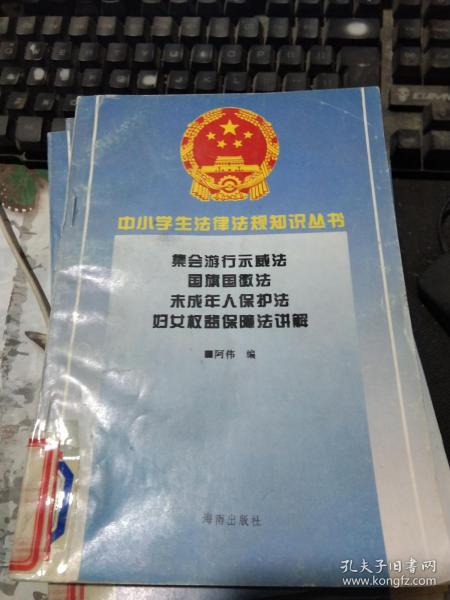 中小学生法律法规知识丛书
集会游行示威法
国旗国徽法
未成年人保护法
妇女权益保障法讲解
■阿伟 编
海南出版社
孔夫子旧书网
www.kongfz.com